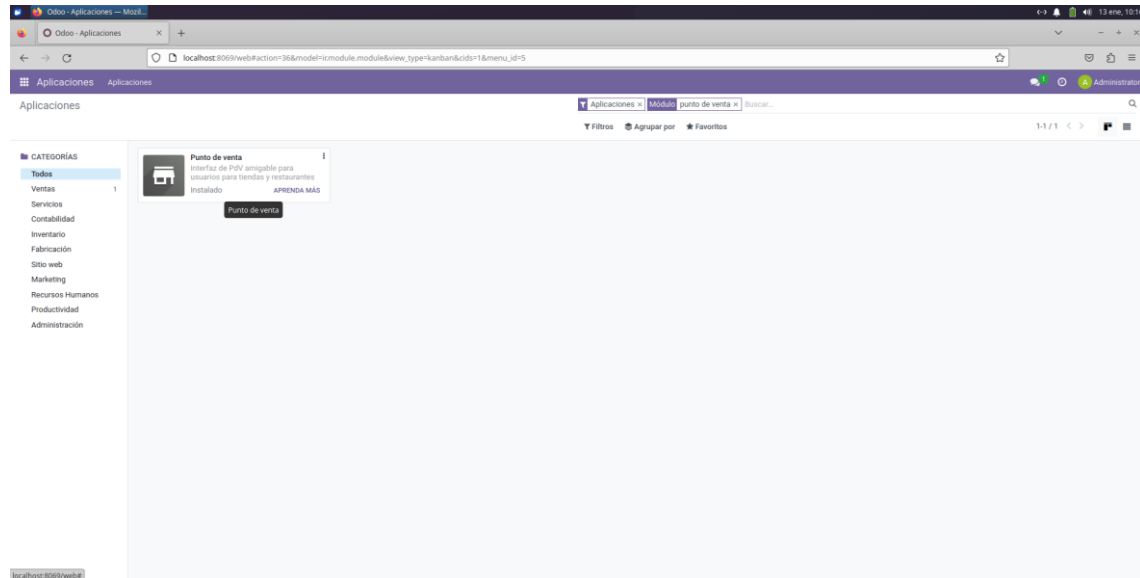 Odoo - Aplicaciones — Mozil...
13 ene, 10:1
Odoo - Aplicaciones
localhost:8069/web#action=36&model=ir.module.module&view_type=kanban&cids=1&menu_id=5
Aplicaciones Aplicaciones
1 A Administrator
Aplicaciones
Aplicaciones × Módulo punto de venta × Buscar...
Filtros Agrupar por Favoritos
1-1 / 1
CATEGORÍAS
Todos
Ventas 1
Servicios
Contabilidad
Inventario
Fabricación
Sitio web
Marketing
Recursos Humanos
Productividad
Administración
Punto de venta
Interfaz de PdV amigable para
usuarios para tiendas y restaurantes
Instalado APRENDA MÁS
Punto de venta
localhost:8069/web#